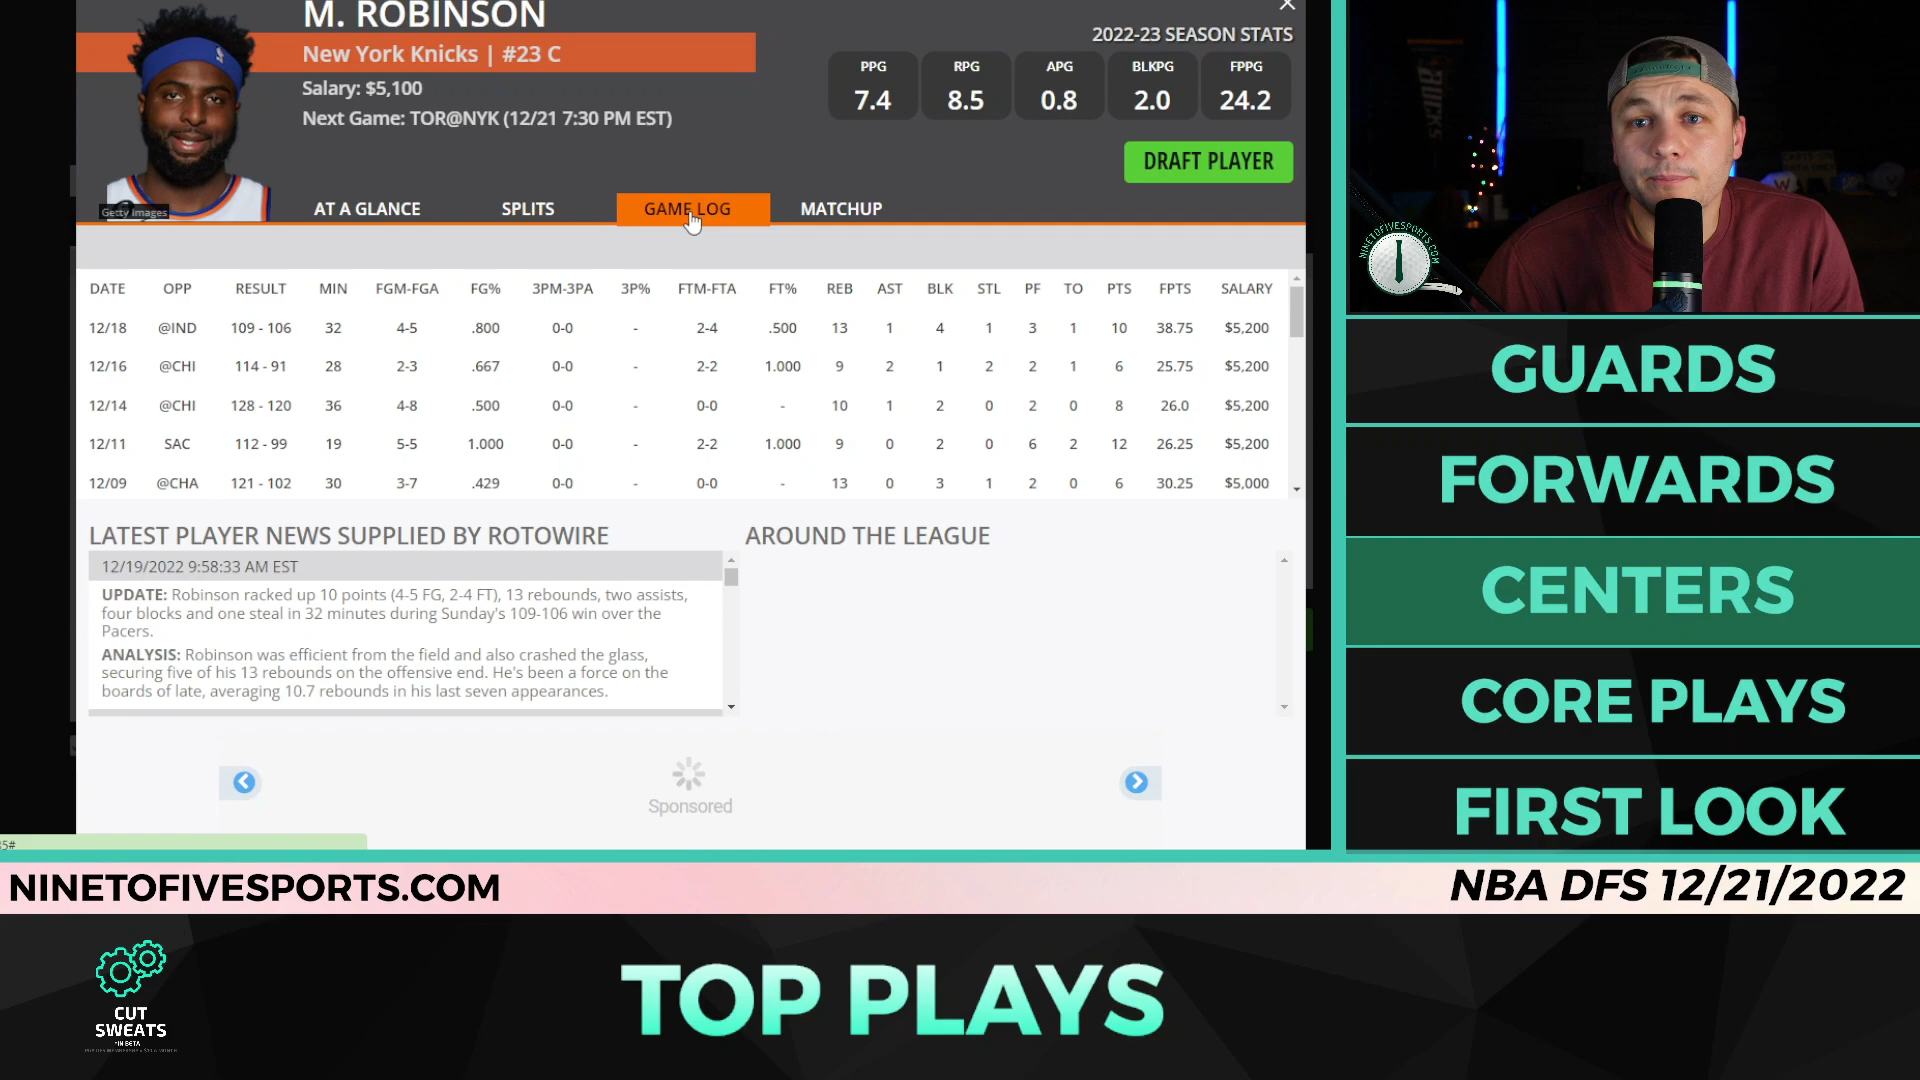 M. ROBINSON
New York Knicks | #23 C
Salary: $5,100
Next Game: TOR@NYK (12/21 7:30 PM EST)
Getty Images
2022-23 SEASON STATS
PPG RPG APG BLKPG FPPG
7.4 8.5 0.8 2.0 24.2
DRAFT PLAYER
AT A GLANCE SPLITS GAME LOG MATCHUP
DATE OPP RESULT MIN FGM-FGA FG% 3PM-3PA 3P% FTM-FTA FT% REB AST BLK STL PF TO PTS FPTS SALARY
12/18 @IND 109 - 106 32 4-5 .800 0-0 - 2-4 .500 13 1 4 1 3 1 10 38.75 $5,200
12/16 @CHI 114 - 91 28 2-3 .667 0-0 - 2-2 1.000 9 2 1 2 2 1 6 25.75 $5,200
12/14 @CHI 128 - 120 36 4-8 .500 0-0 - 0-0 - 10 1 2 0 2 0 8 26.0 $5,200
12/11 SAC 112 - 99 19 5-5 1.000 0-0 - 2-2 1.000 9 0 2 0 6 2 12 26.25 $5,200
12/09 @CHA 121 - 102 30 3-7 .429 0-0 - 0-0 - 13 0 3 1 2 0 6 30.25 $5,000
LATEST PLAYER NEWS SUPPLIED BY ROTOWIRE
12/19/2022 9:58:33 AM EST
UPDATE: Robinson racked up 10 points (4-5 FG, 2-4 FT), 13 rebounds, two assists,
four blocks and one steal in 32 minutes during Sunday's 109-106 win over the
Pacers.
ANALYSIS: Robinson was efficient from the field and also crashed the glass,
securing five of his 13 rebounds on the offensive end. He's been a force on the
boards of late, averaging 10.7 rebounds in his last seven appearances.
AROUND THE LEAGUE
Sponsored
5#
NINETOFIVESPORTS.COM
GUARDS
FORWARDS
CENTERS
CORE PLAYS
FIRST LOOK
NINETOFIVESPORTS.COM
NBA DFS 12/21/2022
CUT
SWEATS
*IN BETA
TOP PLAYS